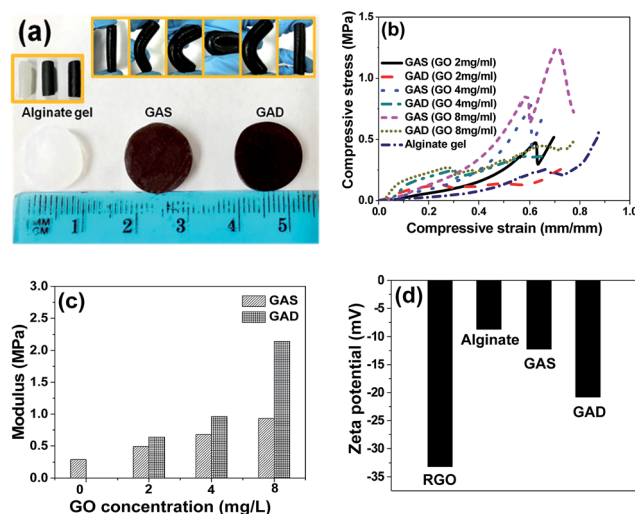 (a)
Alginate gel GAS GAD
MM
CM
1 2 3 4 5
(b)
Compressive stress (MPa)
1.5
1.0
0.5
0.0
GAS (GO 2mg/ml)
GAD (GO 2mg/ml)
GAS (GO 4mg/ml)
GAD (GO 4mg/ml)
GAS (GO 8mg/ml)
GAD (GO 8mg/ml)
Alginate gel
0.0 0.2 0.4 0.6 0.8 1.0
Compressive strain (mm/mm)
(c)
Modulus (MPa)
3.0
2.5
2.0
1.5
1.0
0.5
0.0
GAS
GAD
0 2 4 8
GO concentration (mg/L)
(d)
Zeta potential (mV)
0
-5
-10
-15
-20
-25
-30
-35
Alginate
GAS
GAD
RGO